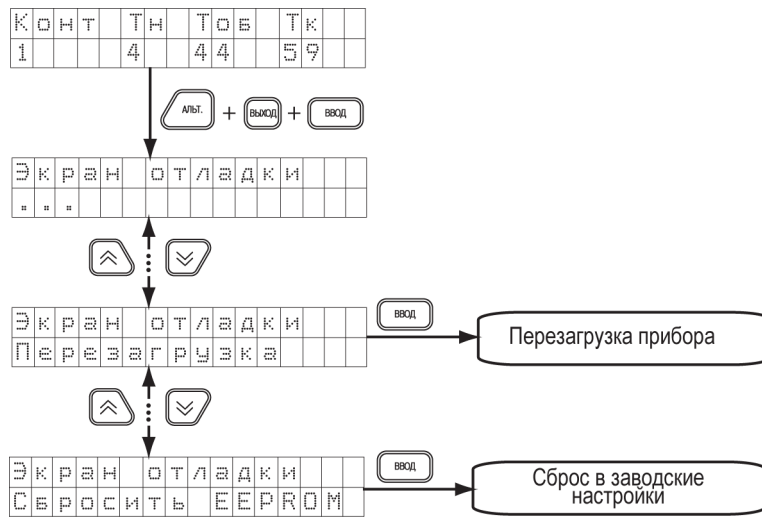 Конт Тн Тоб Тк
1 4 44 59
АЛЬТ. + ВЫХОД + ВВОД
Экран отладки
...
Экран отладки
Перезагрузка
ВВОД
Перезагрузка прибора
Экран отладки
Сбросить EEPROM
ВВОД
Сброс в заводские
настройки